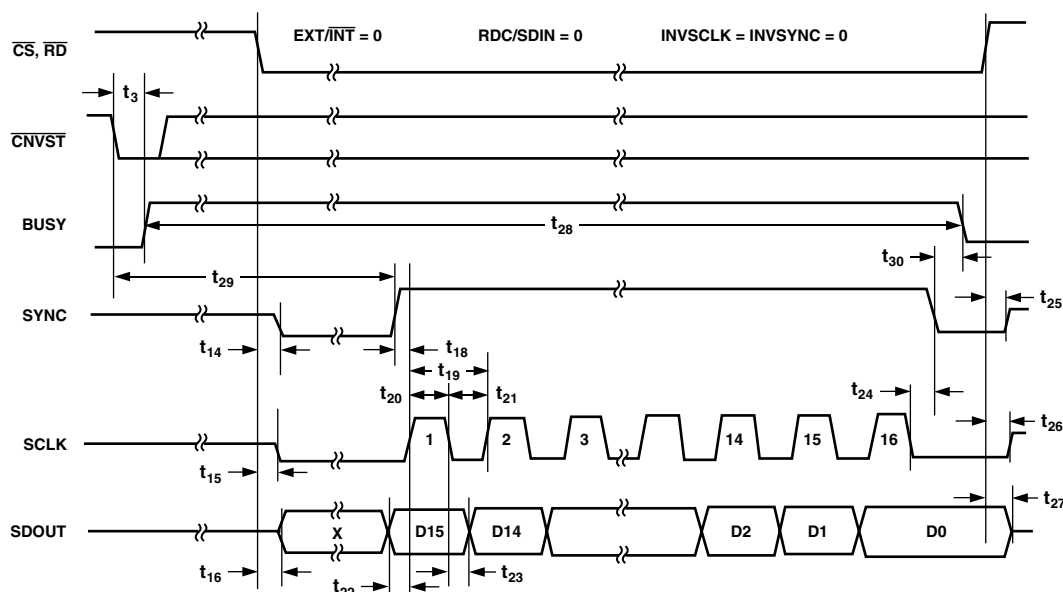 EXT/INT = 0 RDC/SDIN = 0 INVSCLK = INVSYNC = 0
CS, RD
t3
CNVST
BUSY
t28
t30
t29
t25
SYNC
t14
t18
t19
t20 t21
t24
t26
SCLK
1 2 3 14 15 16
t15
t27
SDOUT
X D15 D14 D2 D1 D0
t16
t22
t23